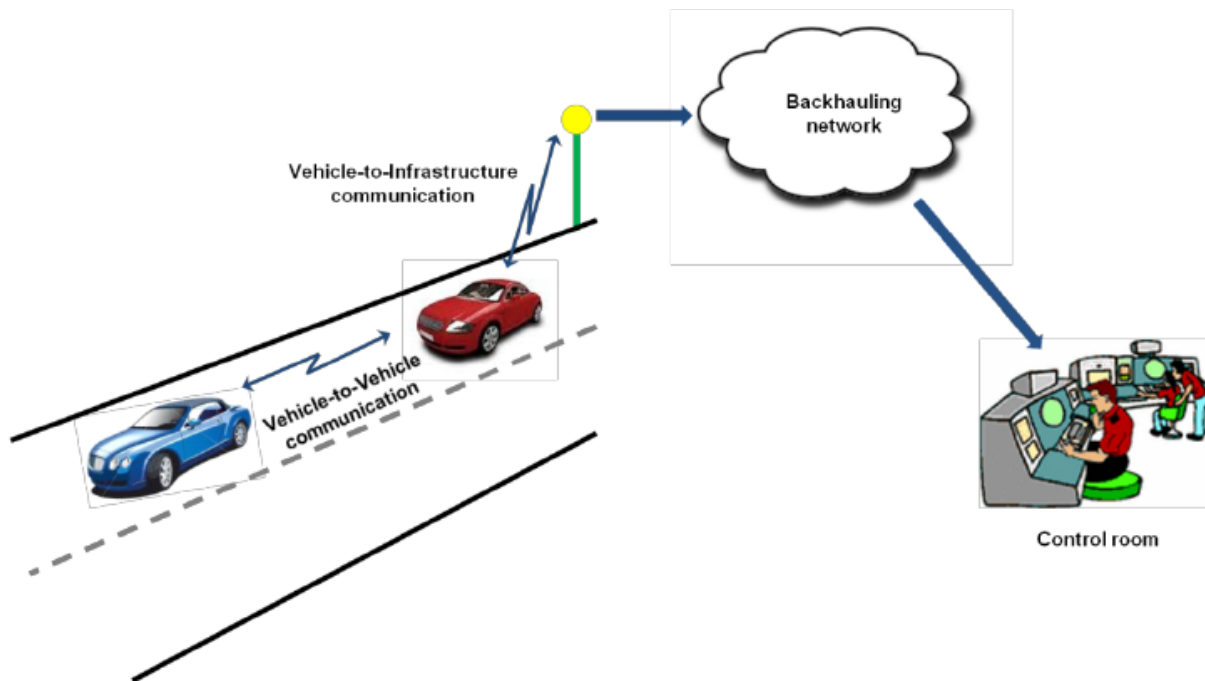 Backhauling
network
Vehicle-to-Infrastructure
communication
Vehicle-to-Vehicle
communication
Control room